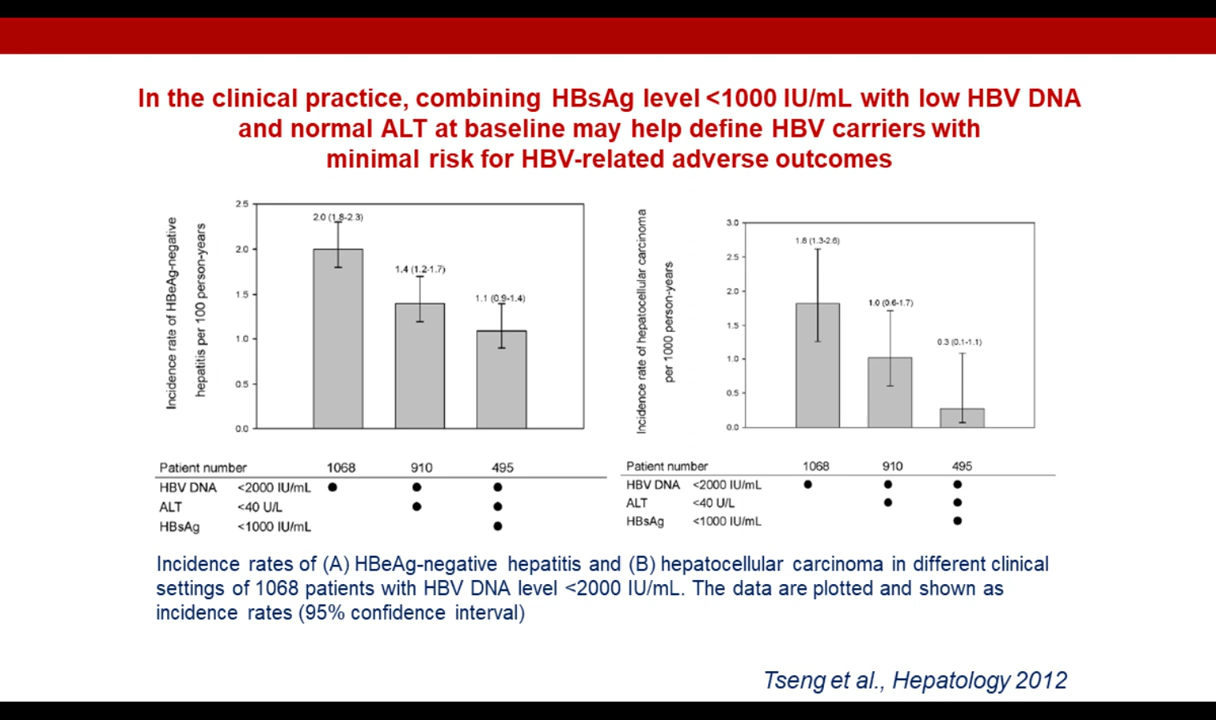 In the clinical practice, combining HBsAg level <1000 IU/mL with low HBV DNA
and normal ALT at baseline may help define HBV carriers with
minimal risk for HBV-related adverse outcomes
Incidence rate of HBeAg-negative
hepatitis per 100 person-years
2.5
2.0
1.5
1.0
0.5
0.0
2.0 (1.8-2.3)
1.4 (1.2-1.7)
1.1 (0.9-1.4)
Patient number 1068 910 495
HBV DNA <2000 IU/mL ● ● ●
ALT <40 U/L ● ●
HBsAg <1000 IU/mL ●
Incidence rate of hepatocellular carcinoma
per 1000 person-years
3.0
2.5
2.0
1.5
1.0
0.5
0.0
1.8 (1.3-2.6)
1.0 (0.6-1.7)
0.3 (0.1-1.1)
Patient number 1068 910 495
HBV DNA <2000 IU/mL ● ● ●
ALT <40 U/L ● ●
HBsAg <1000 IU/mL ●
Incidence rates of (A) HBeAg-negative hepatitis and (B) hepatocellular carcinoma in different clinical
settings of 1068 patients with HBV DNA level <2000 IU/mL. The data are plotted and shown as
incidence rates (95% confidence interval)
Tseng et al., Hepatology 2012